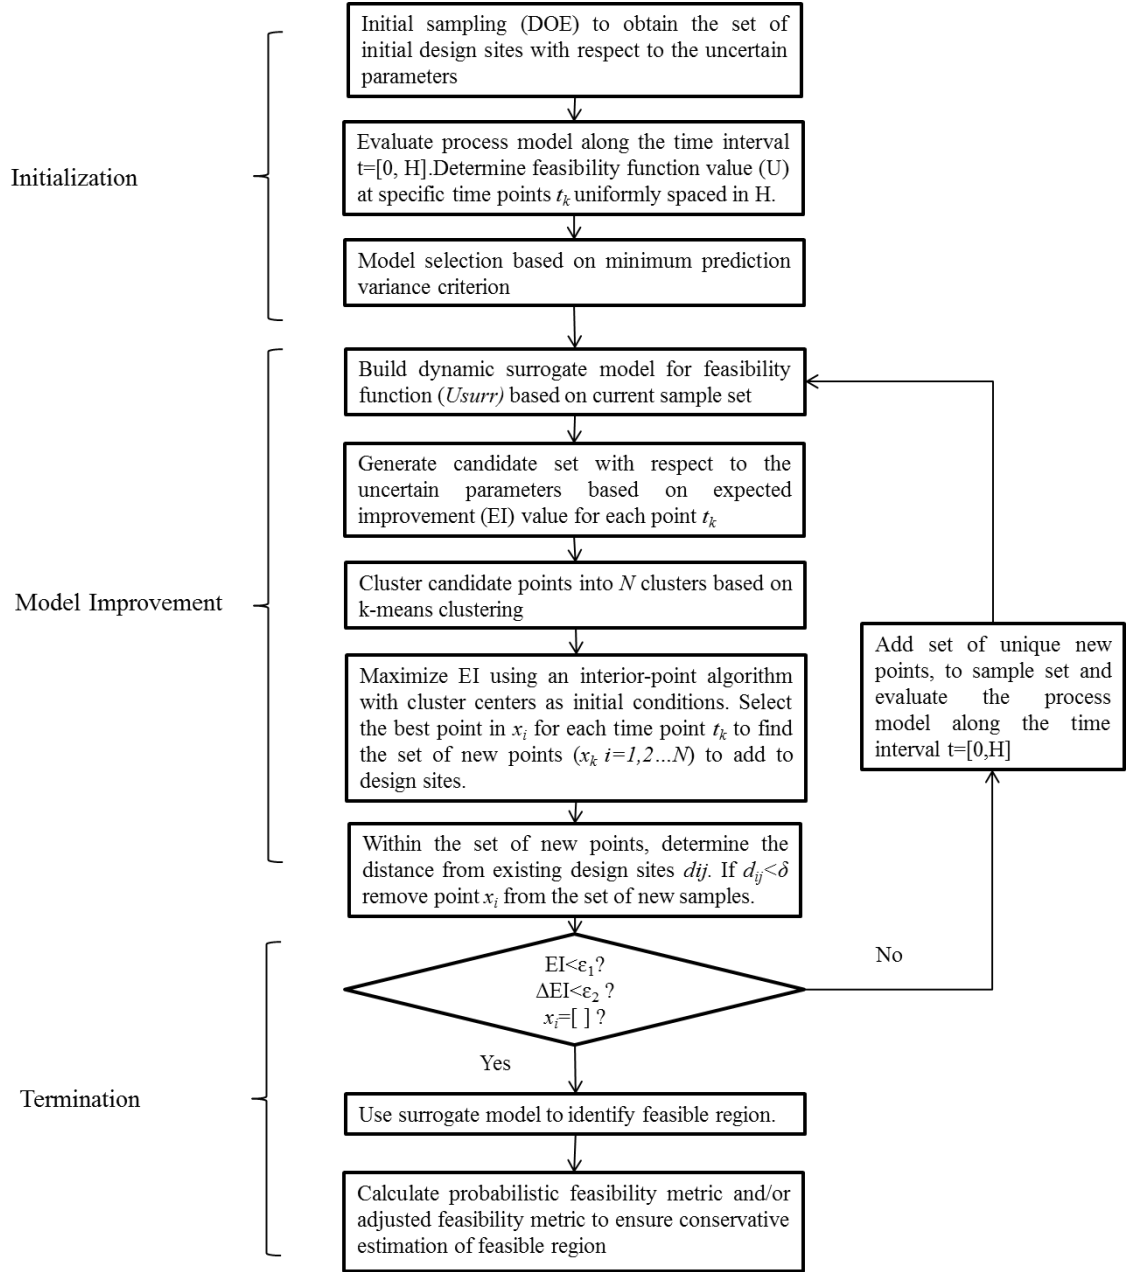 Initial sampling (DOE) to obtain the set of
initial design sites with respect to the uncertain
parameters
Initialization
Evaluate process model along the time interval
t=[0, H].Determine feasibility function value (U)
at specific time points tk uniformly spaced in H.
Model selection based on minimum prediction
variance criterion
Model Improvement
Build dynamic surrogate model for feasibility
function (Usurr) based on current sample set
Generate candidate set with respect to the
uncertain parameters based on expected
improvement (EI) value for each point tk
Cluster candidate points into N clusters based on
k-means clustering
Maximize EI using an interior-point algorithm
with cluster centers as initial conditions. Select
the best point in xi for each time point tk to find
the set of new points (xk i=1,2...N) to add to
design sites.
Within the set of new points, determine the
distance from existing design sites dij. If dij<δ
remove point xi from the set of new samples.
Add set of unique new
points, to sample set and
evaluate the process
model along the time
interval t=[0,H]
Termination
EI<ε1?
ΔEI<ε2 ?
xi=[ ] ?
No
Yes
Use surrogate model to identify feasible region.
Calculate probabilistic feasibility metric and/or
adjusted feasibility metric to ensure conservative
estimation of feasible region